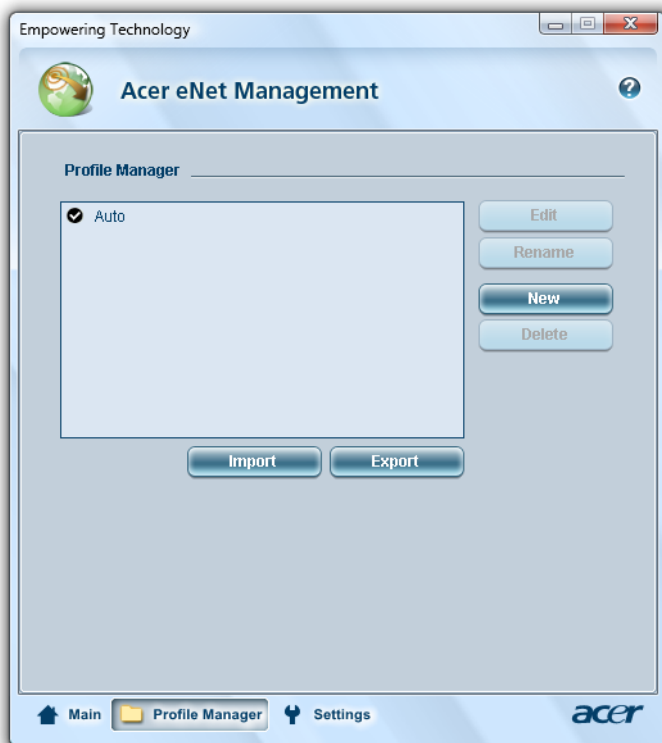 Empowering Technology
Acer eNet Management
?
Profile Manager
Auto
Edit
Rename
New
Delete
Import
Export
Main
Profile Manager
Settings
acer